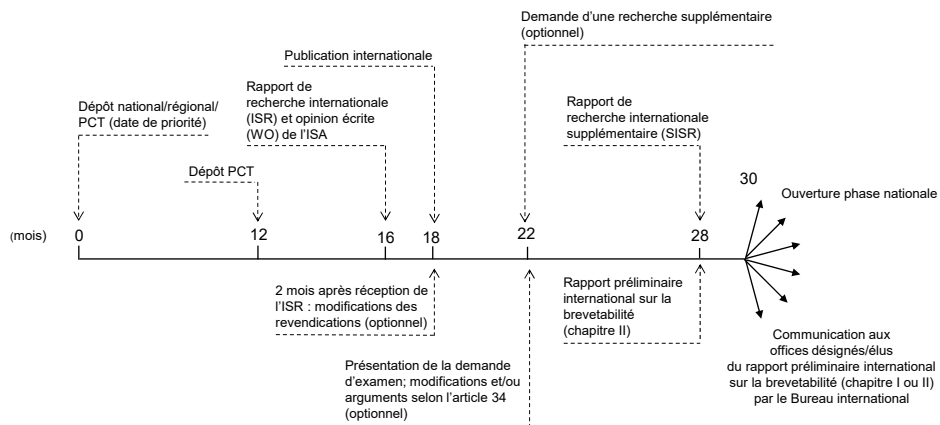 Demande d'une recherche supplémentaire
(optionnel)
Publication internationale
Rapport de
recherche internationale
(ISR) et opinion écrite
(WO) de l'ISA
Rapport de
recherche internationale
supplémentaire (SISR)
Dépôt national/régional/
PCT (date de priorité)
Dépôt PCT
30
Ouverture phase nationale
(mois) 0 12 16 18 22 28
2 mois après réception de
l'ISR : modifications des
revendications (optionnel)
Rapport préliminaire
international sur la
brevetabilité
(chapitre II)
Présentation de la demande
d'examen; modifications et/ou
arguments selon l'article 34
(optionnel)
Communication aux
offices désignés/élus
du rapport préliminaire international
sur la brevetabilité (chapitre I ou II)
par le Bureau international